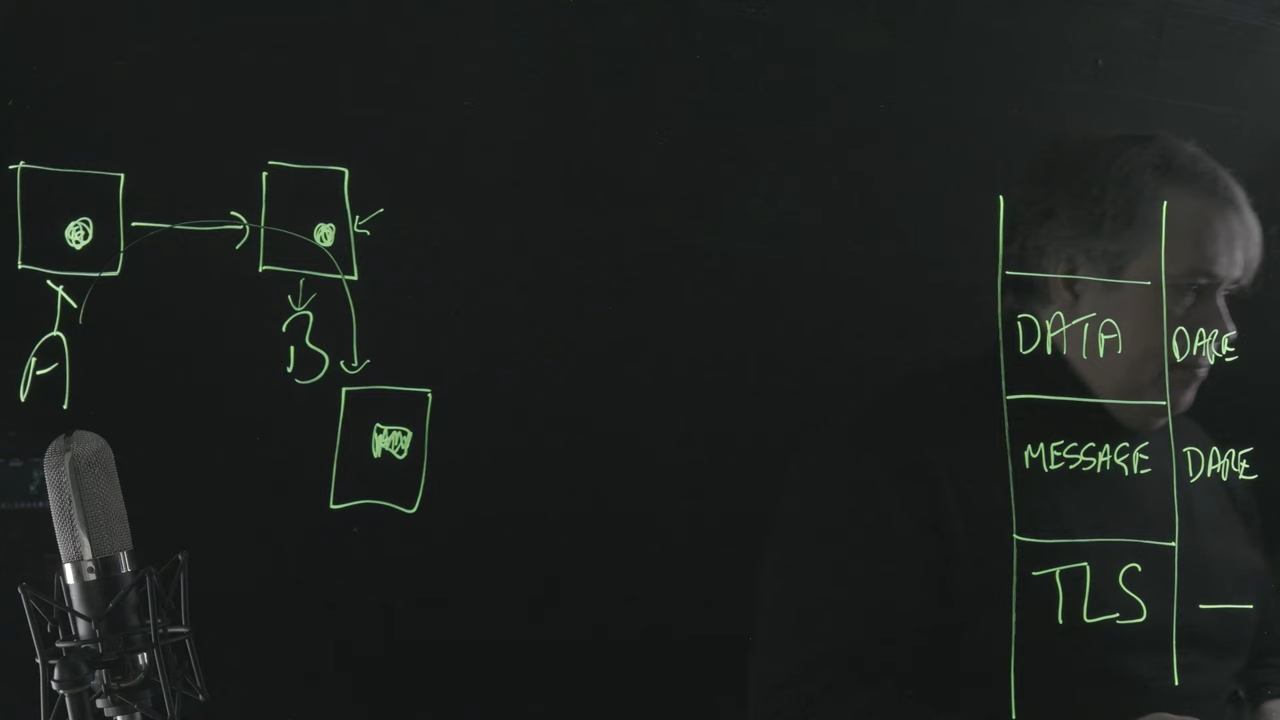 A
B
DATA DARE
MESSAGE DARE
TLS —